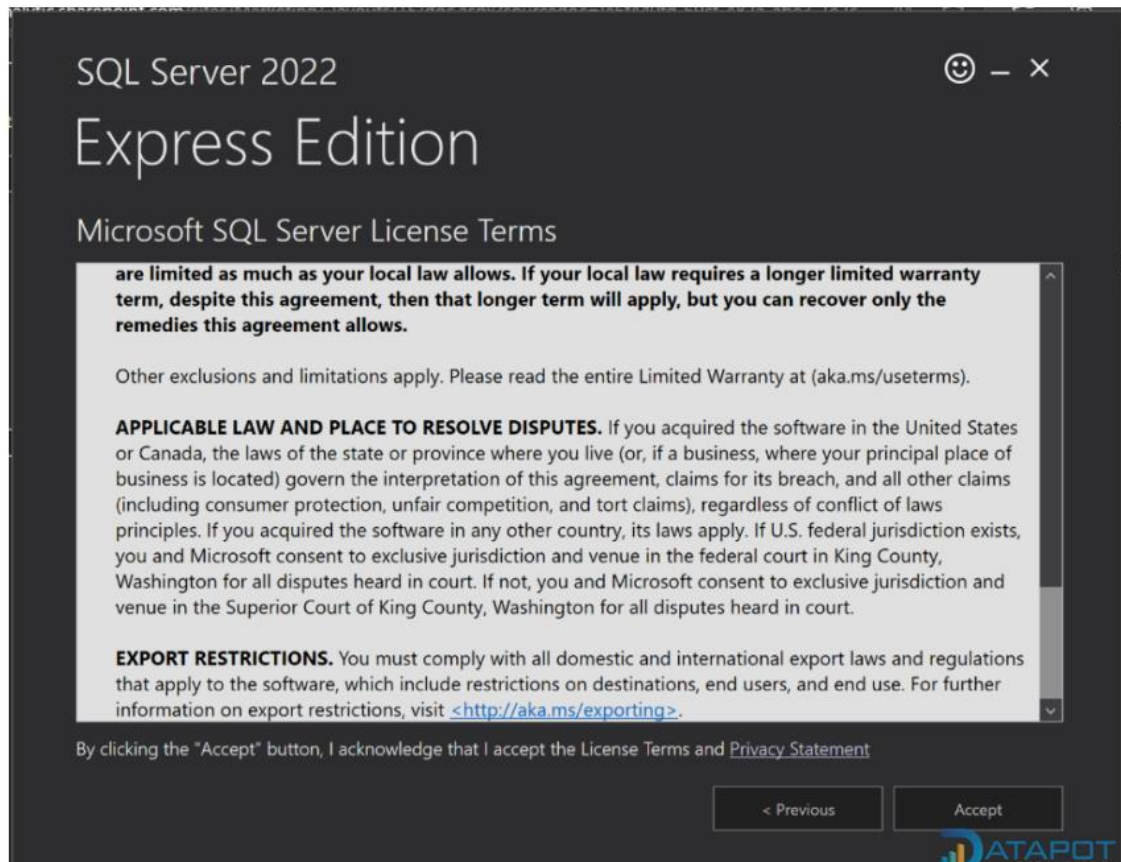 SQL Server 2022
Express Edition
Microsoft SQL Server License Terms
are limited as much as your local law allows. If your local law requires a longer limited warranty
term, despite this agreement, then that longer term will apply, but you can recover only the
remedies this agreement allows.
Other exclusions and limitations apply. Please read the entire Limited Warranty at (aka.ms/useterms).
APPLICABLE LAW AND PLACE TO RESOLVE DISPUTES. If you acquired the software in the United States
or Canada, the laws of the state or province where you live (or, if a business, where your principal place of
business is located) govern the interpretation of this agreement, claims for its breach, and all other claims
(including consumer protection, unfair competition, and tort claims), regardless of conflict of laws
principles. If you acquired the software in any other country, its laws apply. If U.S. federal jurisdiction exists,
you and Microsoft consent to exclusive jurisdiction and venue in the federal court in King County,
Washington for all disputes heard in court. If not, you and Microsoft consent to exclusive jurisdiction and
venue in the Superior Court of King County, Washington for all disputes heard in court.
EXPORT RESTRICTIONS. You must comply with all domestic and international export laws and regulations
that apply to the software, which include restrictions on destinations, end users, and end use. For further
information on export restrictions, visit <http://aka.ms/exporting>.
By clicking the "Accept" button, I acknowledge that I accept the License Terms and Privacy Statement
< Previous
Accept
DATAPOT